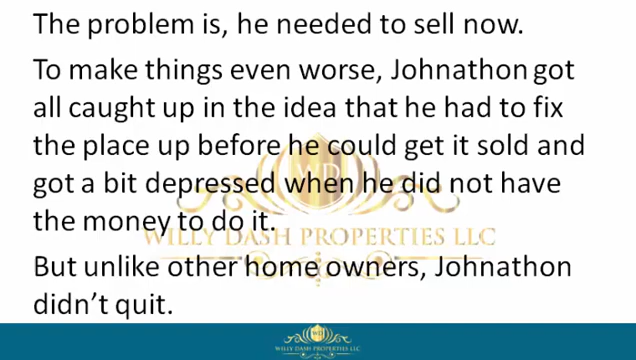 The problem is, he needed to sell now.
To make things even worse, Johnathon got
all caught up in the idea that he had to fix
the place up before he could get it sold and
got a bit depressed when he did not have
the money to do it.
WILLY DASH PROPERTIES LLC
But unlike other home owners, Johnathon
didn't quit.
WILLY DASH PROPERTIES LLC